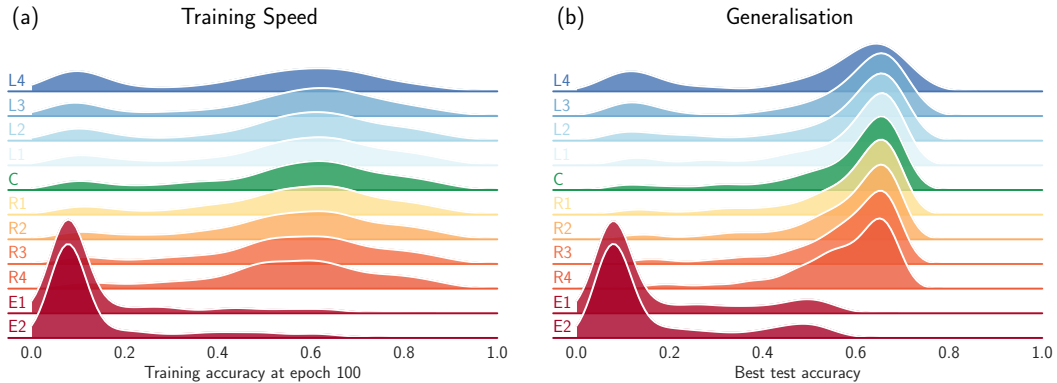 (a)
Training Speed
L4
L3
L2
L1
C
R1
R2
R3
R4
E1
E2
0.0 0.2 0.4 0.6 0.8 1.0
Training accuracy at epoch 100
(b)
Generalisation
L4
L3
L2
L1
C
R1
R2
R3
R4
E1
E2
0.0 0.2 0.4 0.6 0.8 1.0
Best test accuracy